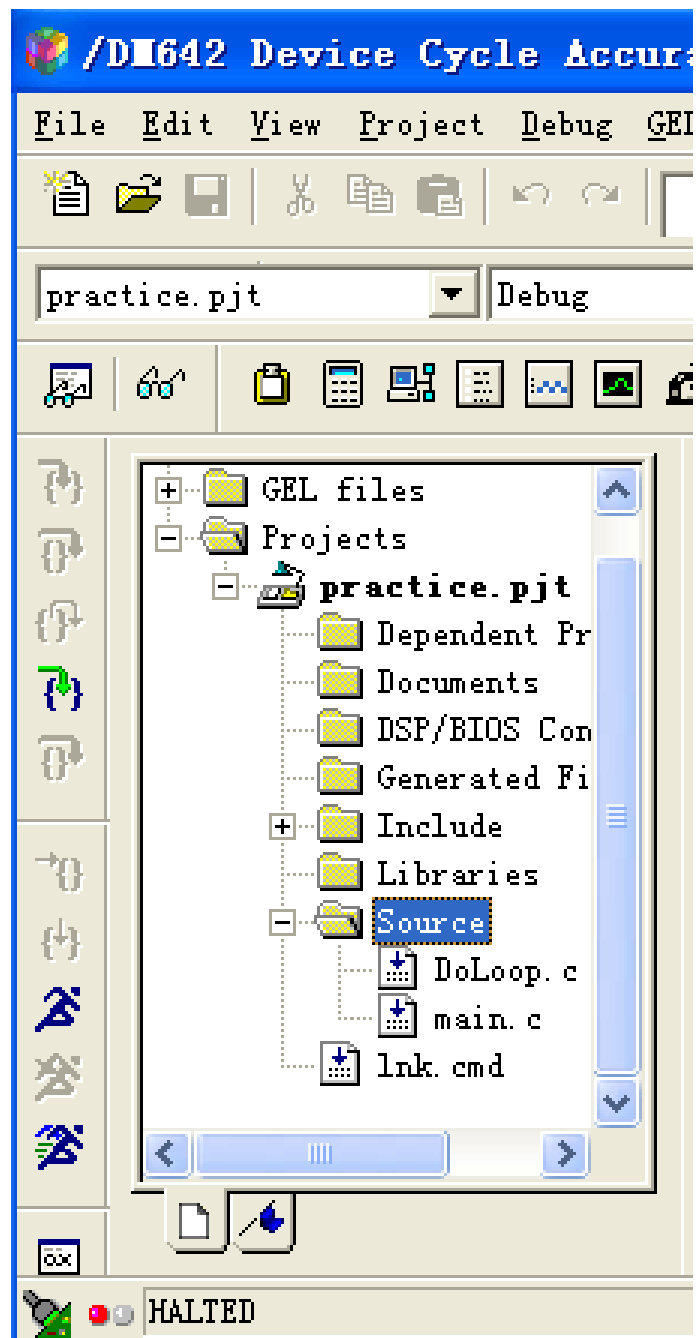 /DM642 Device Cycle Accur
File Edit View Project Debug GEL
practice.pjt Debug
GEL files
Projects
practice.pjt
Dependent Pr
Documents
DSP/BIOS Con
Generated Fi
Include
Libraries
Source
DoLoop.c
main.c
lnk.cmd
HALTED